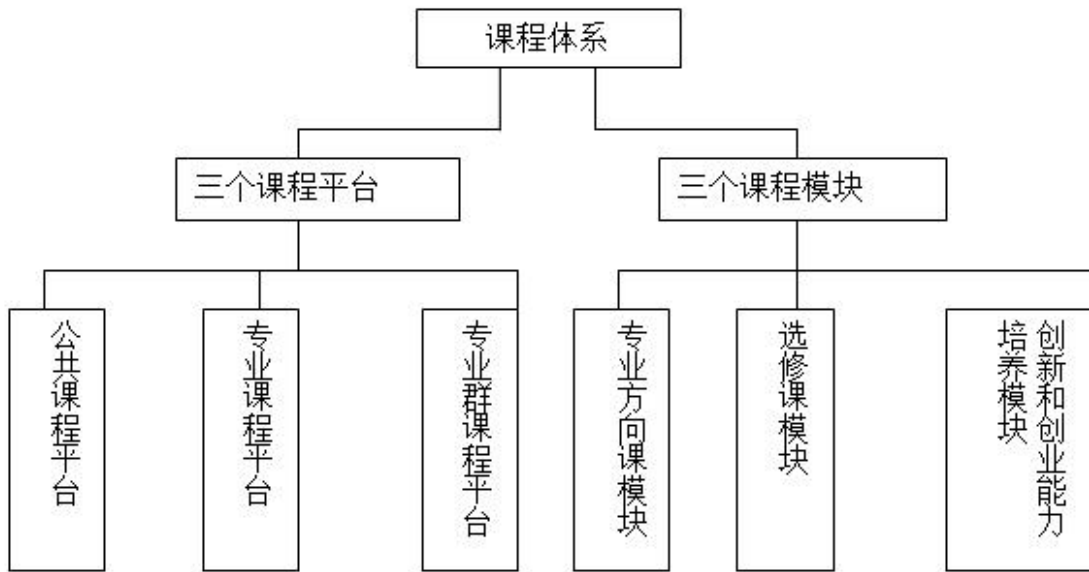 课程体系
三个课程平台
三个课程模块
公共课程平台
专业课程平台
专业群课程平台
专业方向课模块
选修课模块
创新和创业能力
培养模块